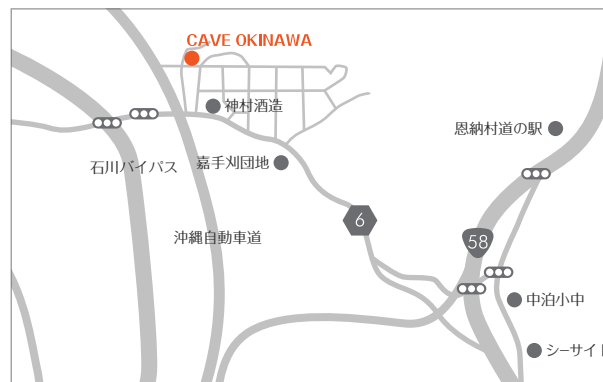 CAVE OKINAWA
神村酒造
恩納村道の駅
石川バイパス
嘉手刈団地
6
沖縄自動車道
58
中泊小中
シーサイド